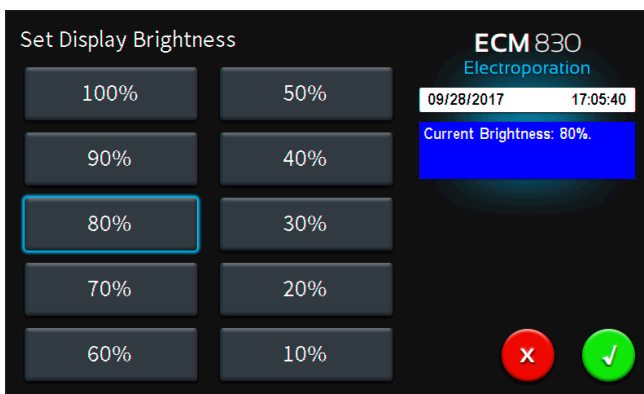 Set Display Brightness
100%
50%
90%
40%
80%
30%
70%
20%
60%
10%
ECM 830
Electroporation
09/28/2017 17:05:40
Current Brightness: 80%.
X